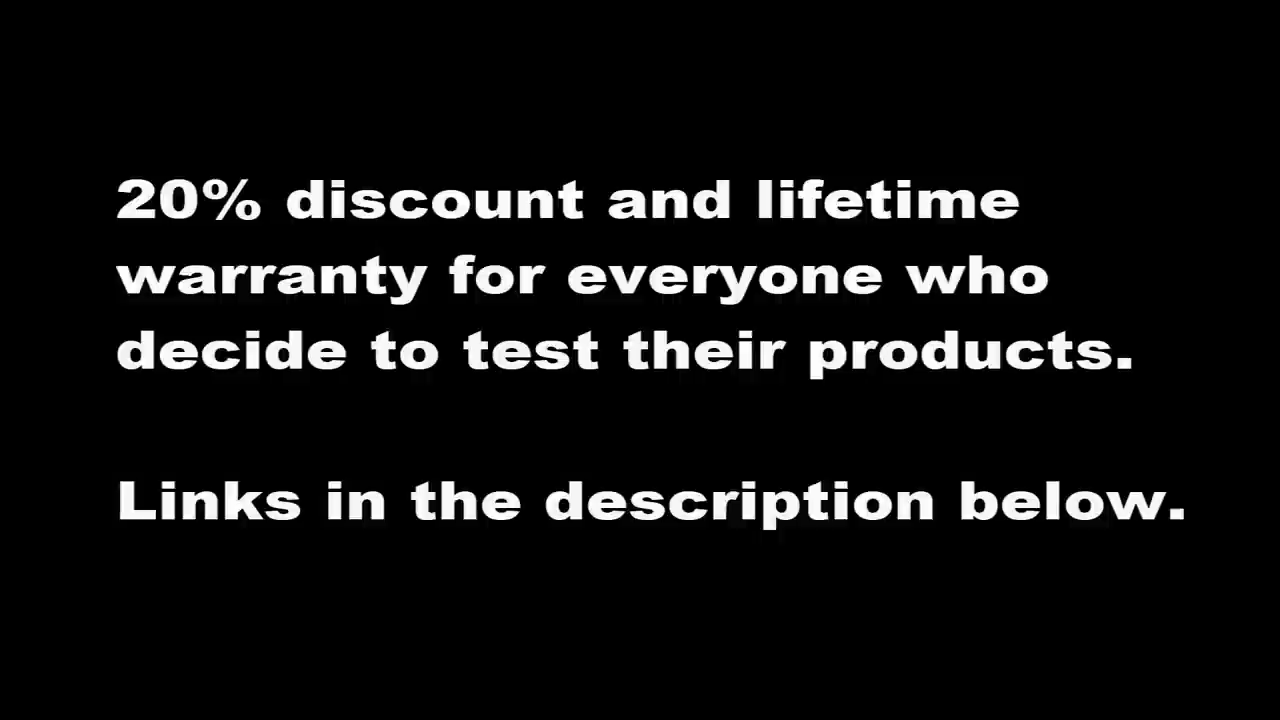 20% discount and lifetime
warranty for everyone who
decide to test their products.
Links in the description below.